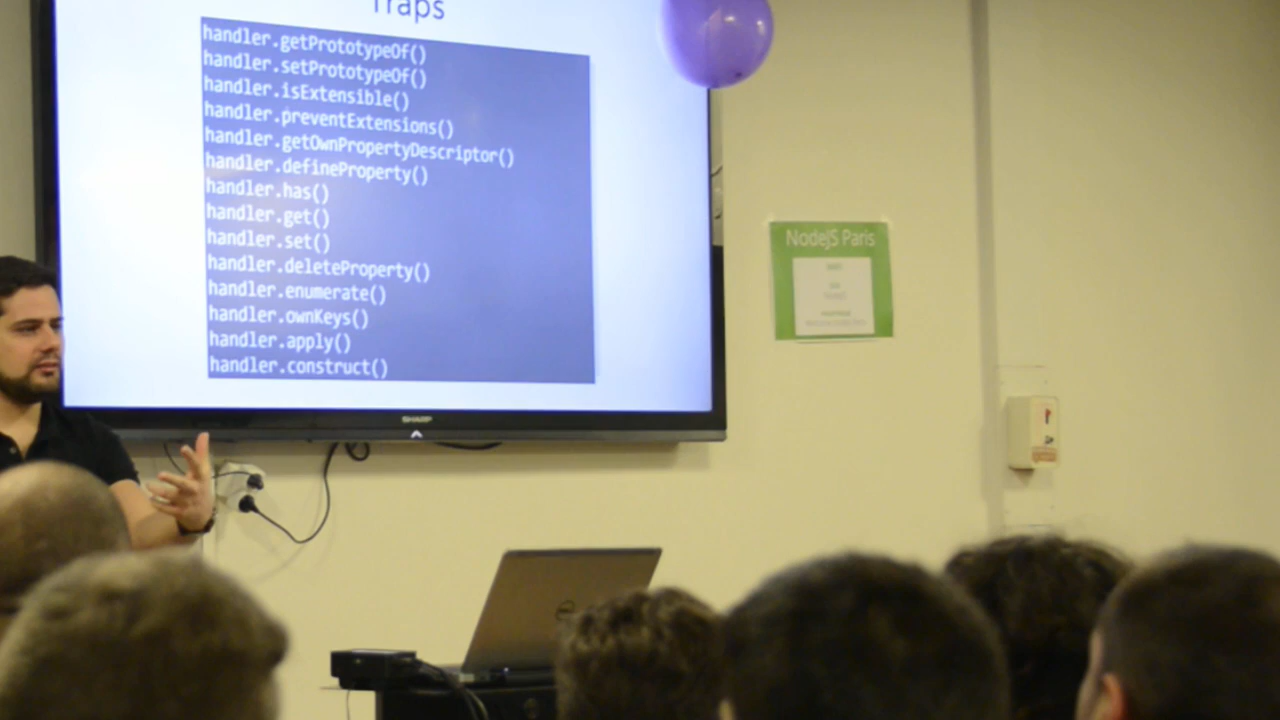 Traps
handler.getPrototypeOf()
handler.setPrototypeOf()
handler.isExtensible()
handler.preventExtensions()
handler.getOwnPropertyDescriptor()
handler.defineProperty()
handler.has()
handler.get()
handler.set()
handler.deleteProperty()
handler.enumerate()
handler.ownKeys()
handler.apply()
handler.construct()
SHARP
NodeJS Paris